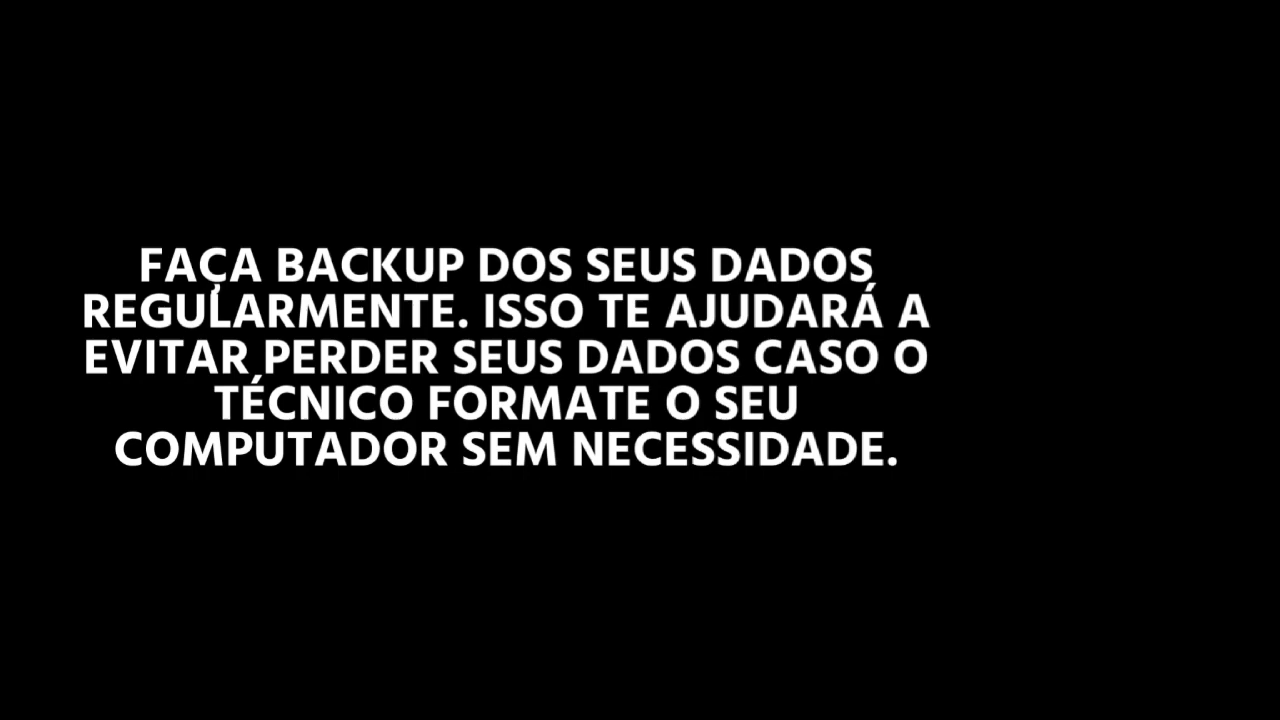 FAÇA BACKUP DOS SEUS DADOS
REGULARMENTE. ISSO TE AJUDARÁ A
EVITAR PERDER SEUS DADOS CASO O
TÉCNICO FORMATE O SEU
COMPUTADOR SEM NECESSIDADE.